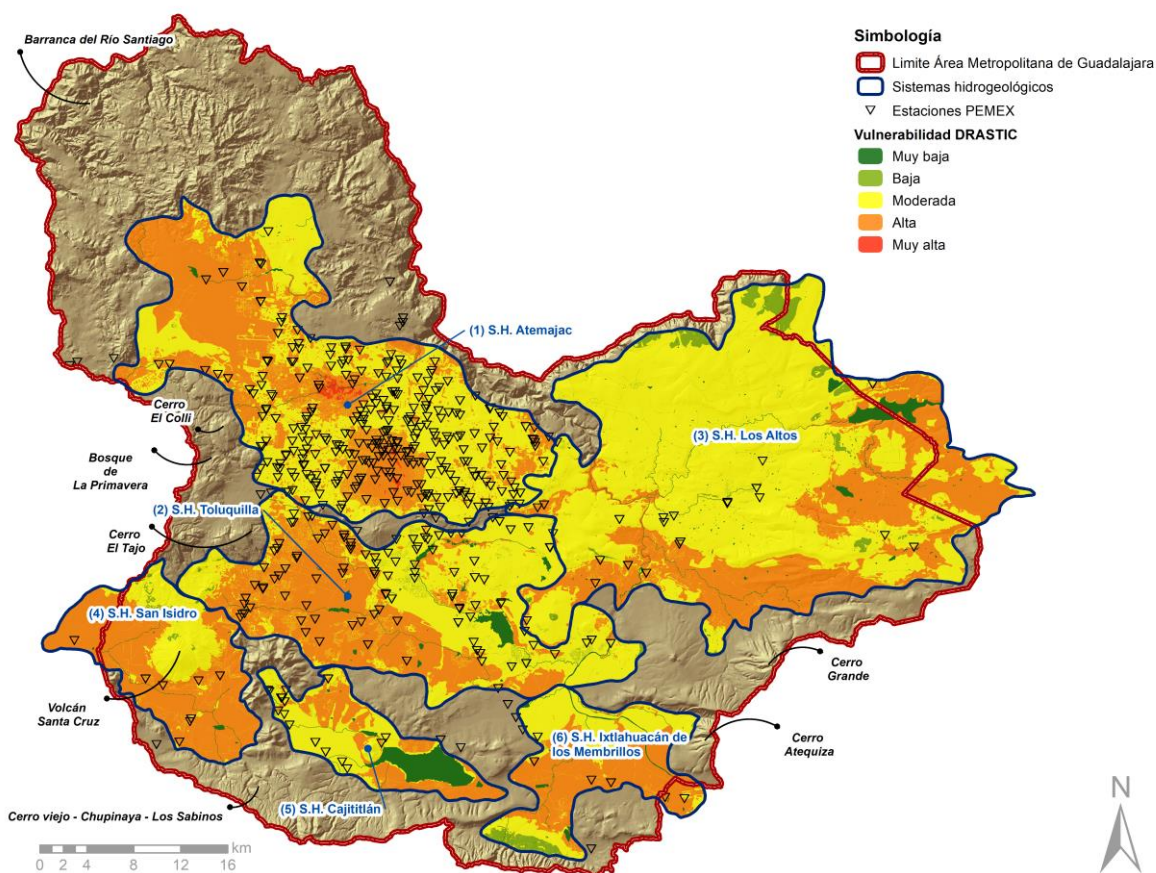 Barranca del Río Santiago
Simbología
Limite Área Metropolitana de Guadalajara
Sistemas hidrogeológicos
Estaciones PEMEX
Vulnerabilidad DRASTIC
Muy baja
Baja
Moderada
Alta
Muy alta
(1) S.H. Atemajac
Cerro
El Colli
(3) S.H. Los Altos
Bosque
de
La Primavera
(2) S.H. Toluquilla
Cerro
El Tajo
(4) S.H. San Isidro
Cerro
Grande
Volcán
Santa Cruz
(6) S.H. Ixtlahuacán de
los Membrillos
Cerro
Atequiza
(5) S.H. Cajititlán
Cerro viejo - Chupinaya - Los Sabinos
N
km
0 2 4 8 12 16